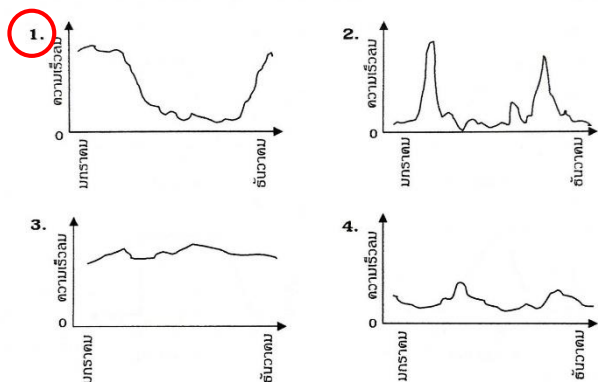 1.
ความเร็วลม
0
มกราคม
ธันวาคม
2.
ความเร็วลม
0
มกราคม
ธันวาคม
3.
ความเร็วลม
0
มกราคม
ธันวาคม
4.
ความเร็วลม
0
มกราคม
ธันวาคม